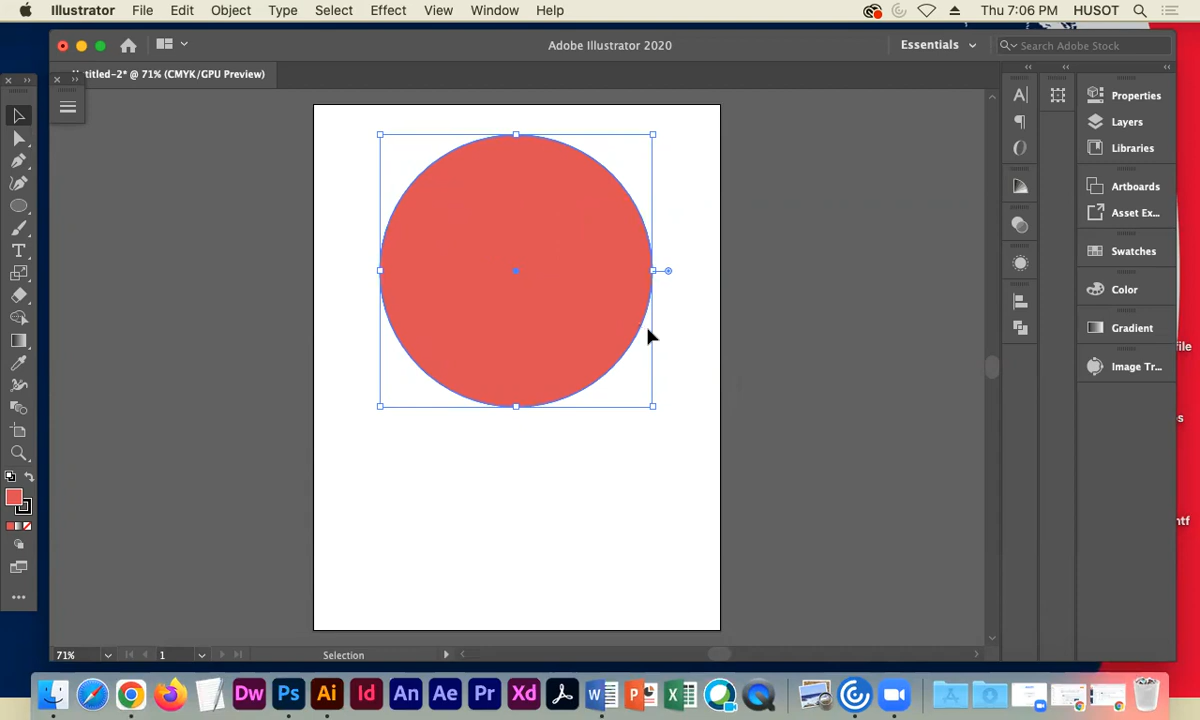 Illustrator File Edit Object Type Select Effect View Window Help Thu 7:06 PM HUSOT
Adobe Illustrator 2020 Essentials Search Adobe Stock
titled-2* @ 71% (CMYK/GPU Preview)
Properties
Layers
Libraries
Artboards
Asset Ex...
Swatches
Color
Gradient
Image Tr...
file
s
ntf
71% 1 Selection
Dw Ps Ai Id An Ae Pr Xd W P X